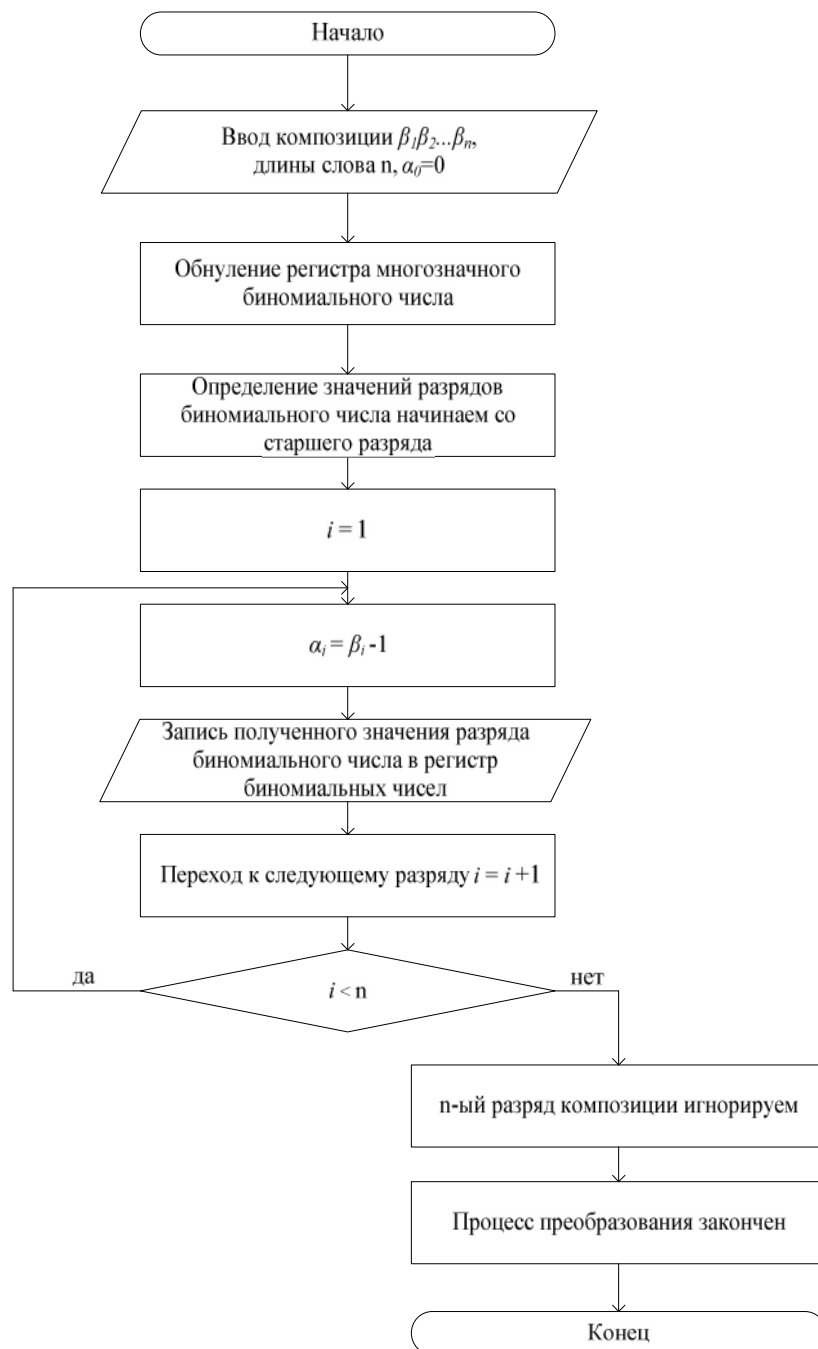 Начало
Ввод композиции β₁β₂...βₙ,
длины слова n, α₀=0
Обнуление регистра многозначного
биномиального числа
Определение значений разрядов
биномиального числа начинаем со
старшего разряда
i = 1
αᵢ = βᵢ -1
Запись полученного значения разряда
биномиального числа в регистр
биномиальных чисел
Переход к следующему разряду i = i +1
да
i < n
нет
n-ый разряд композиции игнорируем
Процесс преобразования закончен
Конец